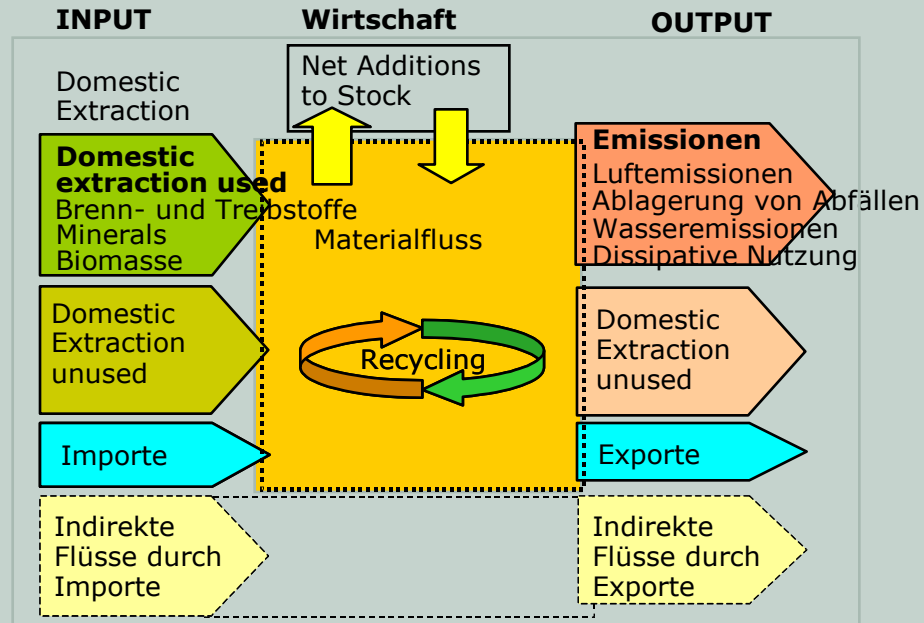 INPUT
Wirtschaft
OUTPUT
Domestic
Extraction
Net Additions
to Stock
Domestic
extraction used
Brenn- und Treibstoffe
Minerals
Biomasse
Materialfluss
Emissionen
Luftemissionen
Ablagerung von Abfällen
Wasseremissionen
Dissipative Nutzung
Domestic
Extraction
unused
Recycling
Domestic
Extraction
unused
Importe
Exporte
Indirekte
Flüsse durch
Importe
Indirekte
Flüsse durch
Exporte